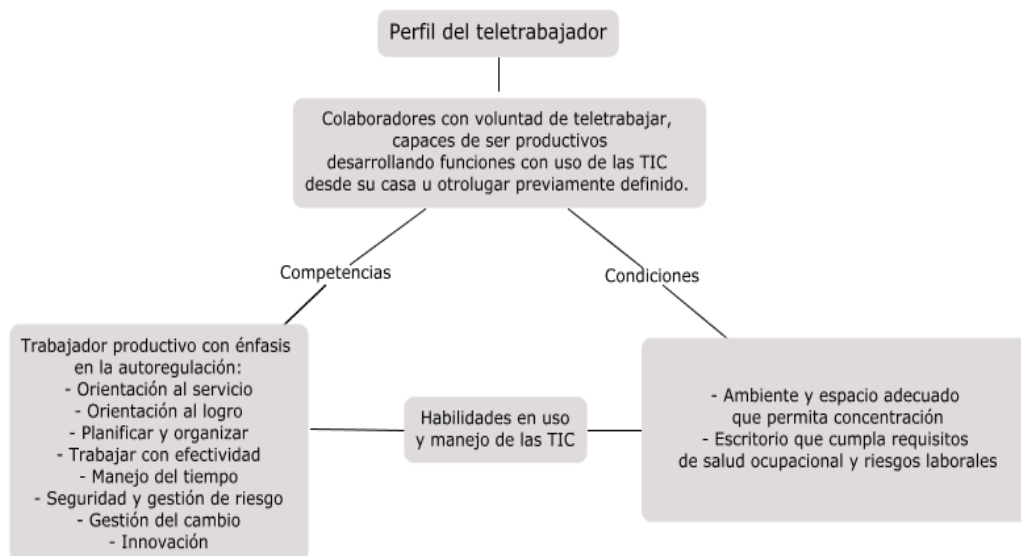 Perfil del teletrabajador
Colaboradores con voluntad de teletrabajar,
capaces de ser productivos
desarrollando funciones con uso de las TIC
desde su casa u otrolugar previamente definido.
Competencias
Condiciones
Trabajador productivo con énfasis
en la autoregulación:
- Orientación al servicio
- Orientación al logro
- Planificar y organizar
- Trabajar con efectividad
- Manejo del tiempo
- Seguridad y gestión de riesgo
- Gestión del cambio
- Innovación
Habilidades en uso
y manejo de las TIC
- Ambiente y espacio adecuado
que permita concentración
- Escritorio que cumpla requisitos
de salud ocupacional y riesgos laborales